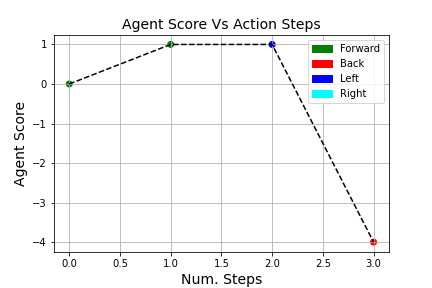 Agent Score Vs Action Steps
Agent Score
1
0
−1
−2
−3
−4
Forward
Back
Left
Right
0.0 0.5 1.0 1.5 2.0 2.5 3.0
Num. Steps